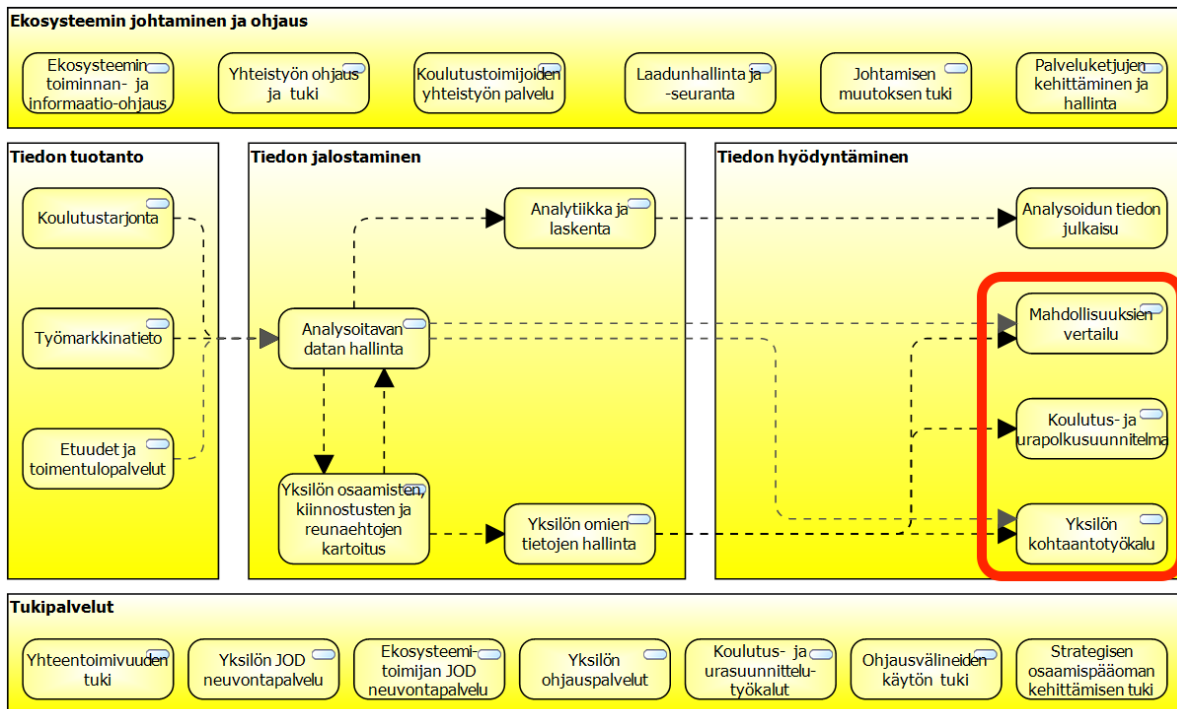 Ekosysteemin johtaminen ja ohjaus
Ekosysteemin
toiminnan- ja
informaatio-ohjaus
Yhteistyön ohjaus
ja tuki
Koulutustoimijoiden
yhteistyön palvelu
Laadunhallinta ja
-seuranta
Johtamisen
muutoksen tuki
Palveluketjujen
kehittäminen ja
hallinta
Tiedon tuotanto
Koulutustarjonta
Työmarkkinatieto
Etuudet ja
toimentulopalvelut
Tiedon jalostaminen
Analytiikka ja
laskenta
Analysoitavan
datan hallinta
Yksilön osaamisten,
kiinnostusten ja
reunaehtojen
kartoitus
Yksilön omien
tietojen hallinta
Tiedon hyödyntäminen
Analysoidun tiedon
julkaisu
Mahdollisuuksien
vertailu
Koulutus- ja
urapolkusuunnitelma
Yksilön
kohtaantotyökalu
Tukipalvelut
Yhteentoimivuuden
tuki
Yksilön JOD
neuvontapalvelu
Ekosysteemi-
toimijan JOD
neuvontapalvelu
Yksilön
ohjauspalvelut
Koulutus- ja
urasuunnittelu-
työkalut
Ohjausvälineiden
käytön tuki
Strategisen
osaamispääoman
kehittämisen tuki